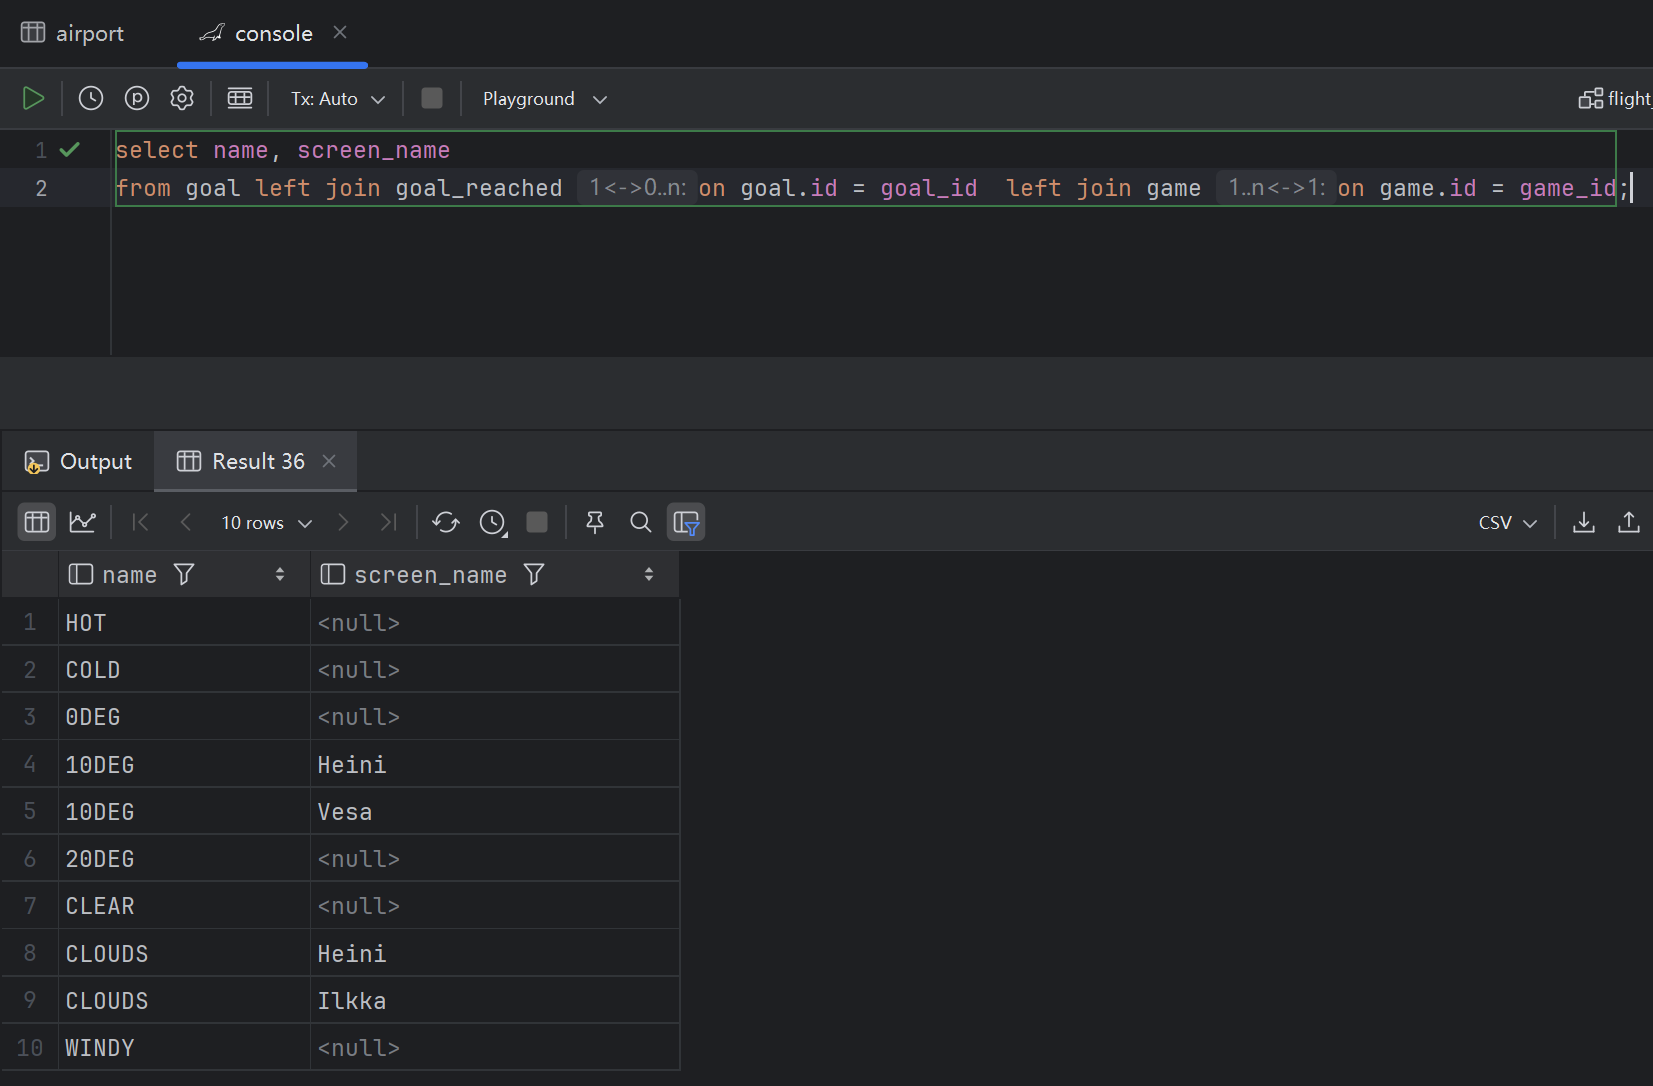 airport console
Tx: Auto Playground flight_
1 select name, screen_name
2 from goal left join goal_reached 1<->0..n: on goal.id = goal_id left join game 1..n<->1: on game.id = game_id;
Output Result 36
10 rows CSV
name screen_name
1 HOT <null>
2 COLD <null>
3 0DEG <null>
4 10DEG Heini
5 10DEG Vesa
6 20DEG <null>
7 CLEAR <null>
8 CLOUDS Heini
9 CLOUDS Ilkka
10 WINDY <null>